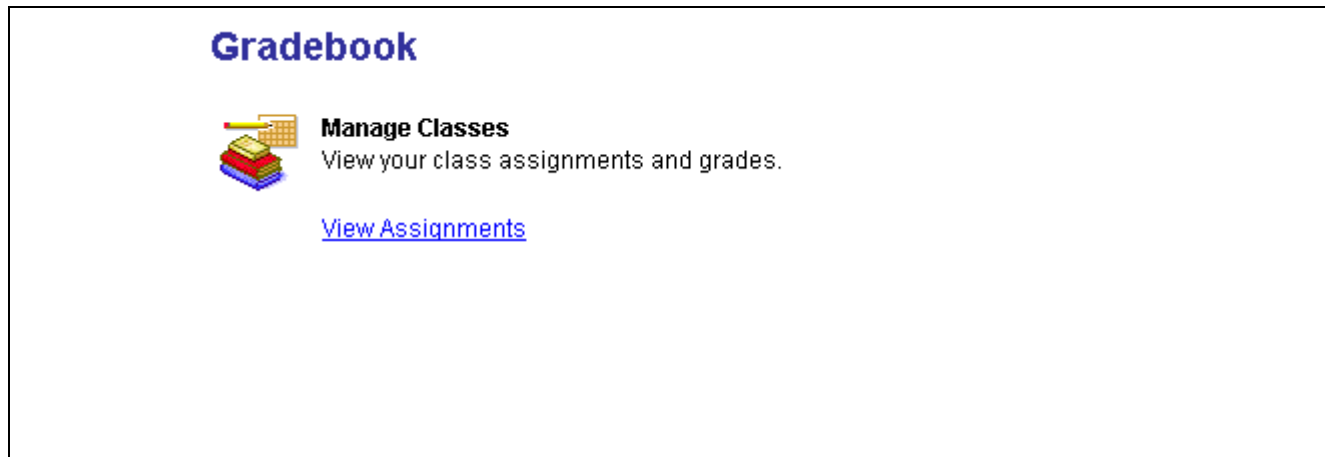 Gradebook
Manage Classes
View your class assignments and grades.
View Assignments